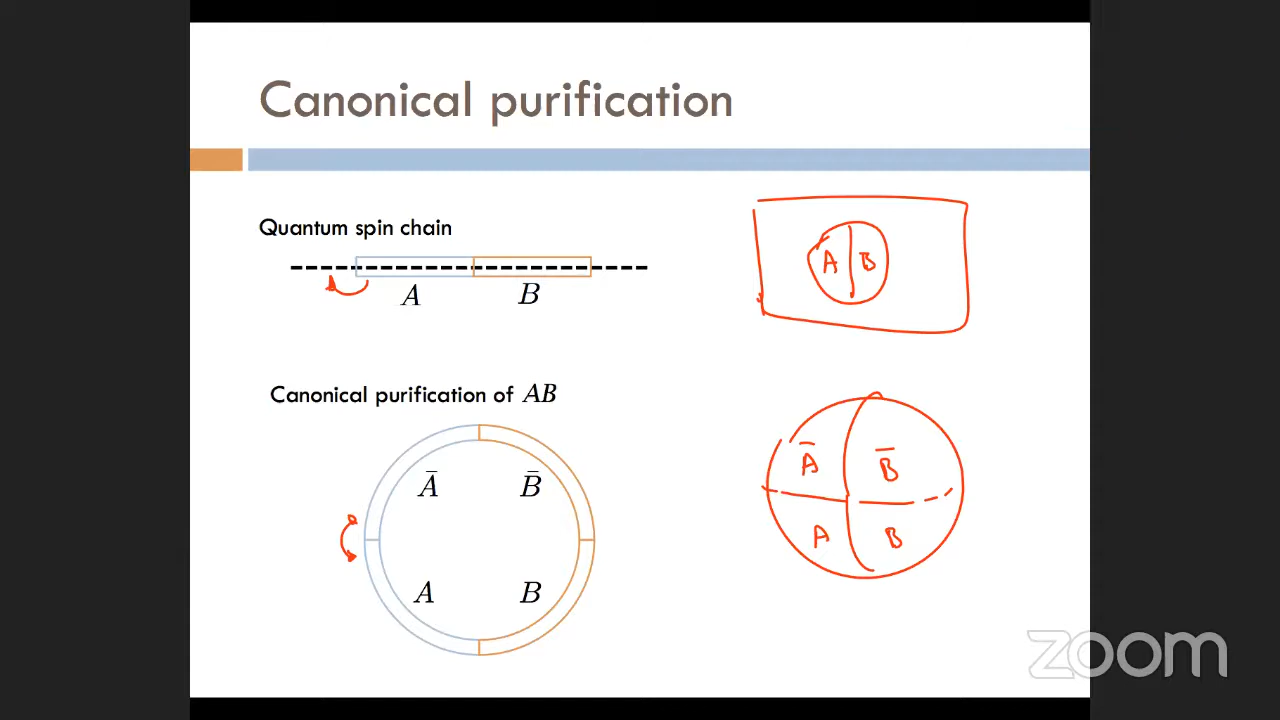 Canonical purification
Quantum spin chain
A B
A B
Canonical purification of AB
Ā B̄
A B
Ā B̄
A B
zoom